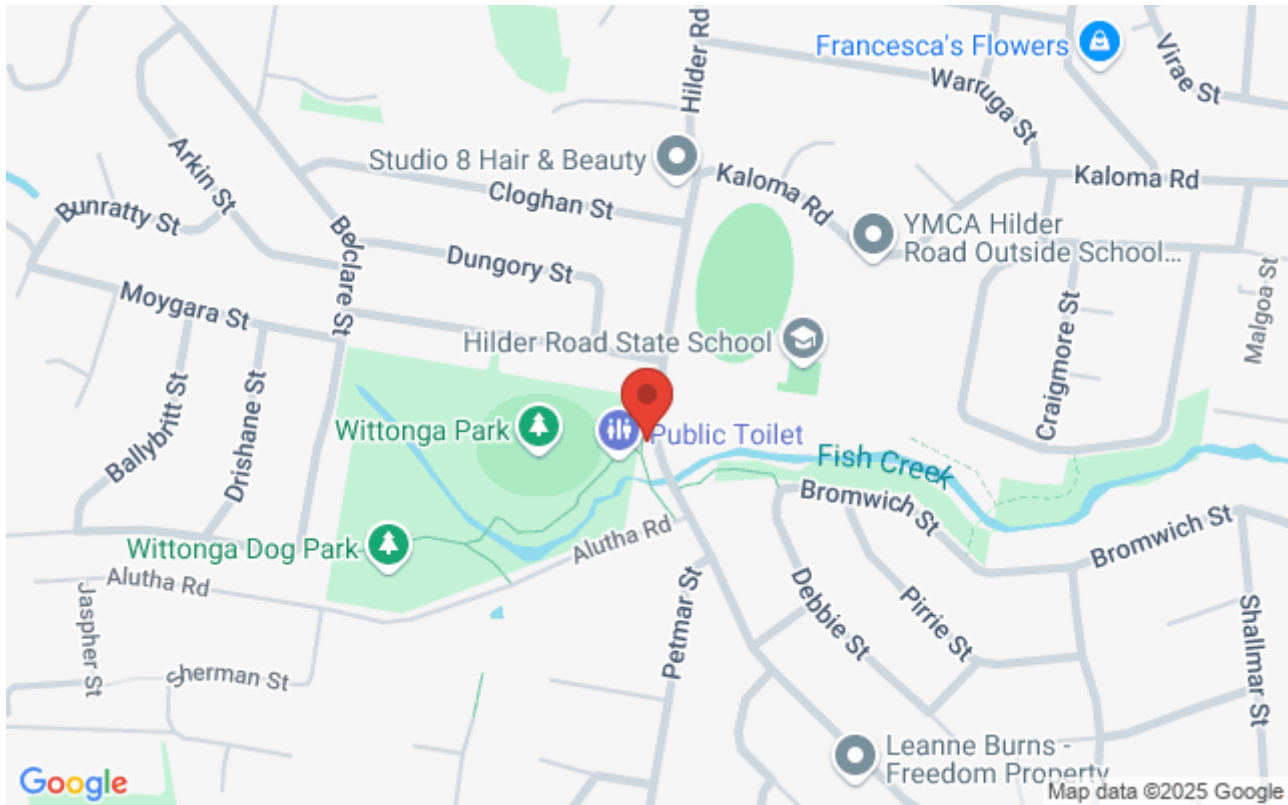 Hilder Rd
Francesca's Flowers
Virae St
Warruga St
Arkin St
Studio 8 Hair & Beauty
Cloghan St
Kaloma Rd
Kaloma Rd
Bunratty St
Belclare St
Dungory St
YMCA Hilder
Road Outside School...
Malgoa St
Moygara St
Hilder Road State School
Craigmore St
Ballybritt St
Drishane St
Wittonga Park
Public Toilet
Fish Creek
Bromwich St
Bromwich St
Wittonga Dog Park
Alutha Rd
Alutha Rd
Jaspher St
Sherman St
Petmar St
Debbie St
Pirrie St
Shallmar St
Leanne Burns -
Freedom Property
Google
Map data ©2025 Google